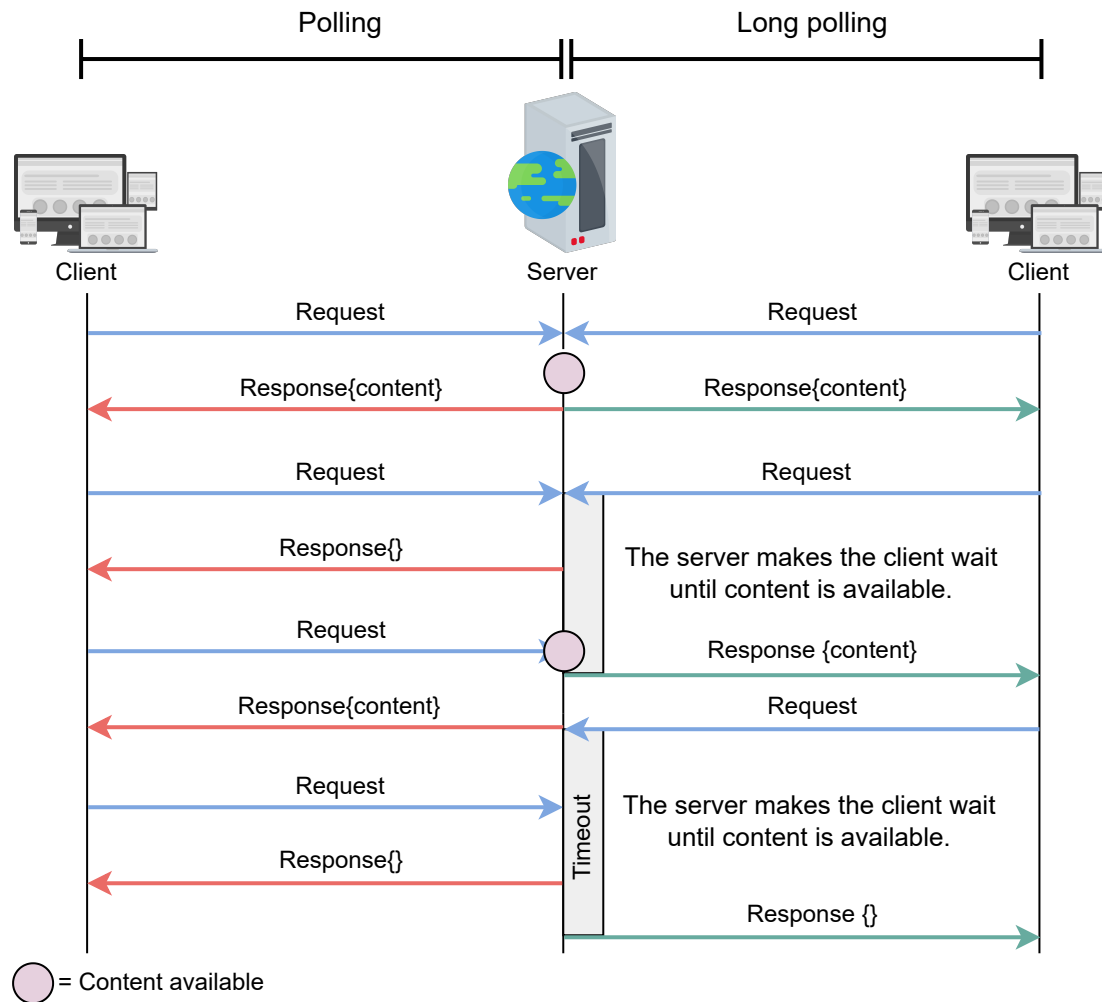 Polling
Long polling
Client
Server
Client
Request
Request
Response{content}
Response{content}
Request
Request
Response{}
The server makes the client wait
until content is available.
Request
Response {content}
Response{content}
Request
Request
Timeout
The server makes the client wait
until content is available.
Response{}
Response {}
= Content available